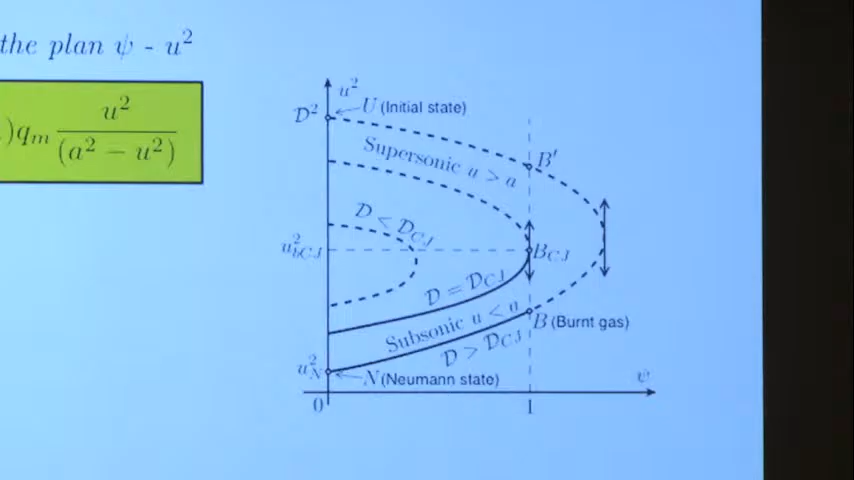 the plan ψ - u²
)q_m u² / (a² − u²)
u²
D²
U (Initial state)
Supersonic u > a
B′
D < D_CJ
u²_bCJ
B_CJ
D = D_CJ
Subsonic u < a
B (Burnt gas)
D > D_CJ
u²_N
N (Neumann state)
ψ
0
1